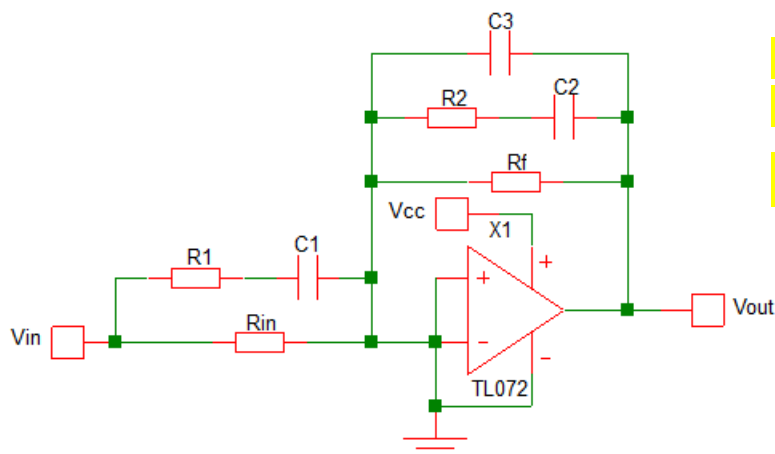 C3
R2
C2
Rf
Vcc
X1
R1
C1
+
+
Vin
Rin
-
-
Vout
TL072